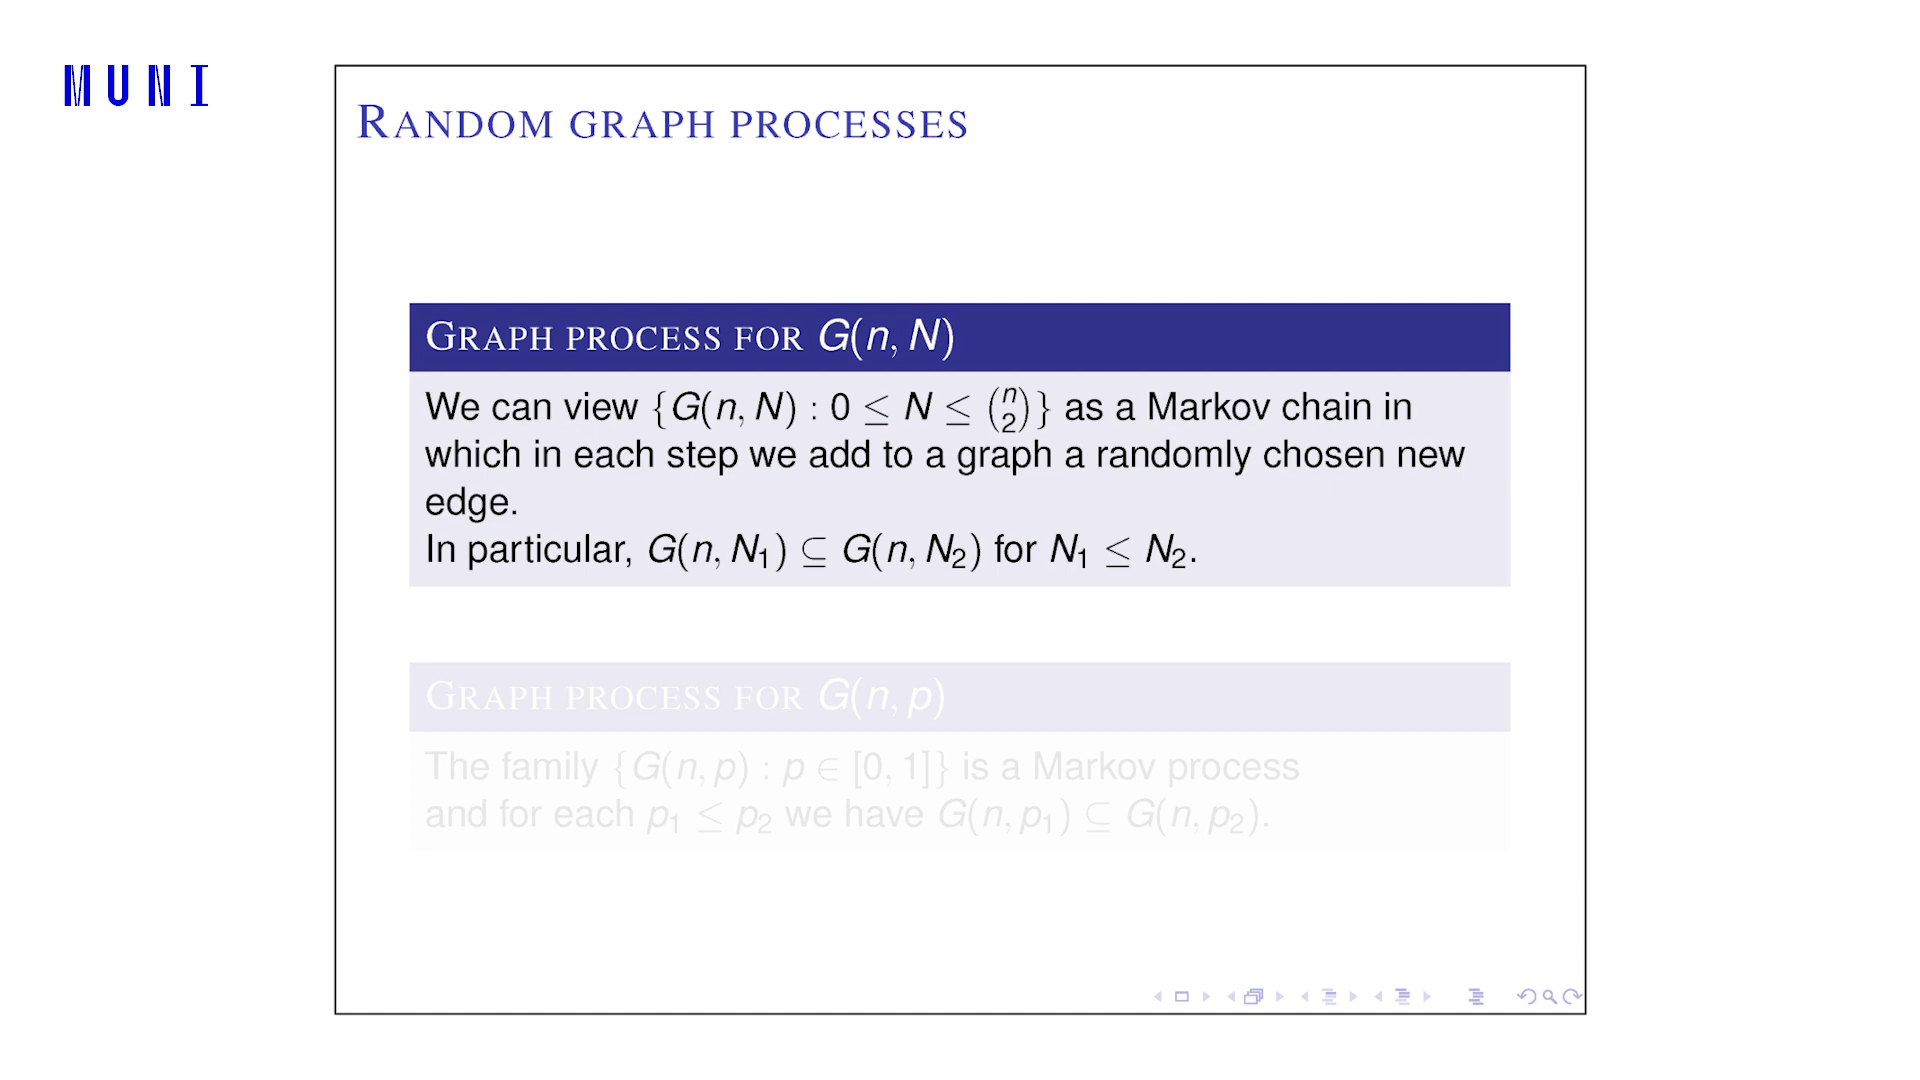 MUNI
RANDOM GRAPH PROCESSES
GRAPH PROCESS FOR G(n, N)
We can view {G(n, N) : 0 ≤ N ≤ (n 2)} as a Markov chain in
which in each step we add to a graph a randomly chosen new
edge.
In particular, G(n, N₁) ⊆ G(n, N₂) for N₁ ≤ N₂.
GRAPH PROCESS FOR G(n, p)
The family {G(n, p) : p ∈ [0, 1]} is a Markov process
and for each p₁ ≤ p₂ we have G(n, p₁) ⊆ G(n, p₂).